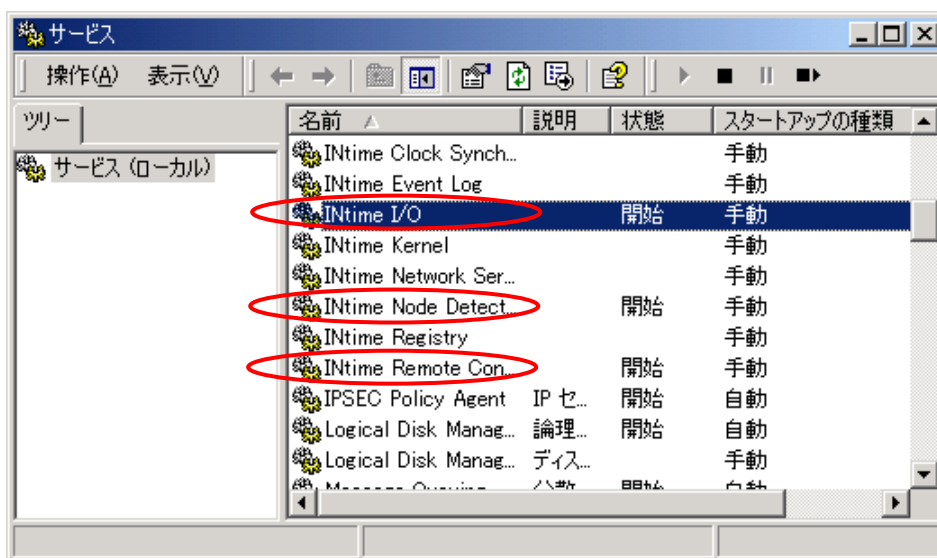 サービス
操作(A) 表示(V)
ツリー
サービス (ローカル)
名前 説明 状態 スタートアップの種類
INtime Clock Synch... 手動
INtime Event Log 手動
INtime I/O 開始 手動
INtime Kernel 手動
INtime Network Ser... 手動
INtime Node Detect... 開始 手動
INtime Registry 手動
INtime Remote Con... 開始 手動
IPSEC Policy Agent IP セ... 開始 自動
Logical Disk Manag... 論理... 開始 自動
Logical Disk Manag... ディス... 手動